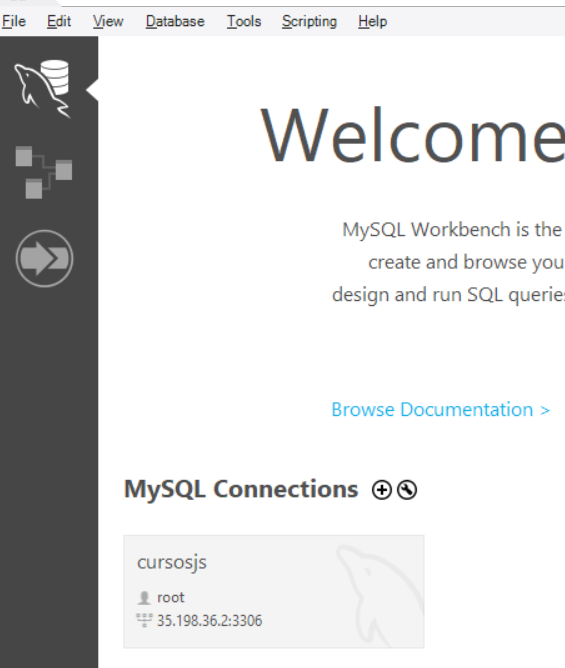 File Edit View Database Tools Scripting Help
Welcome
MySQL Workbench is the
create and browse you
design and run SQL queries
Browse Documentation >
MySQL Connections
cursosjs
root
35.198.36.2:3306